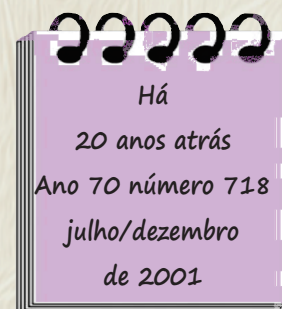 Há
20 anos atrás
Ano 70 número 718
julho/dezembro
de 2001